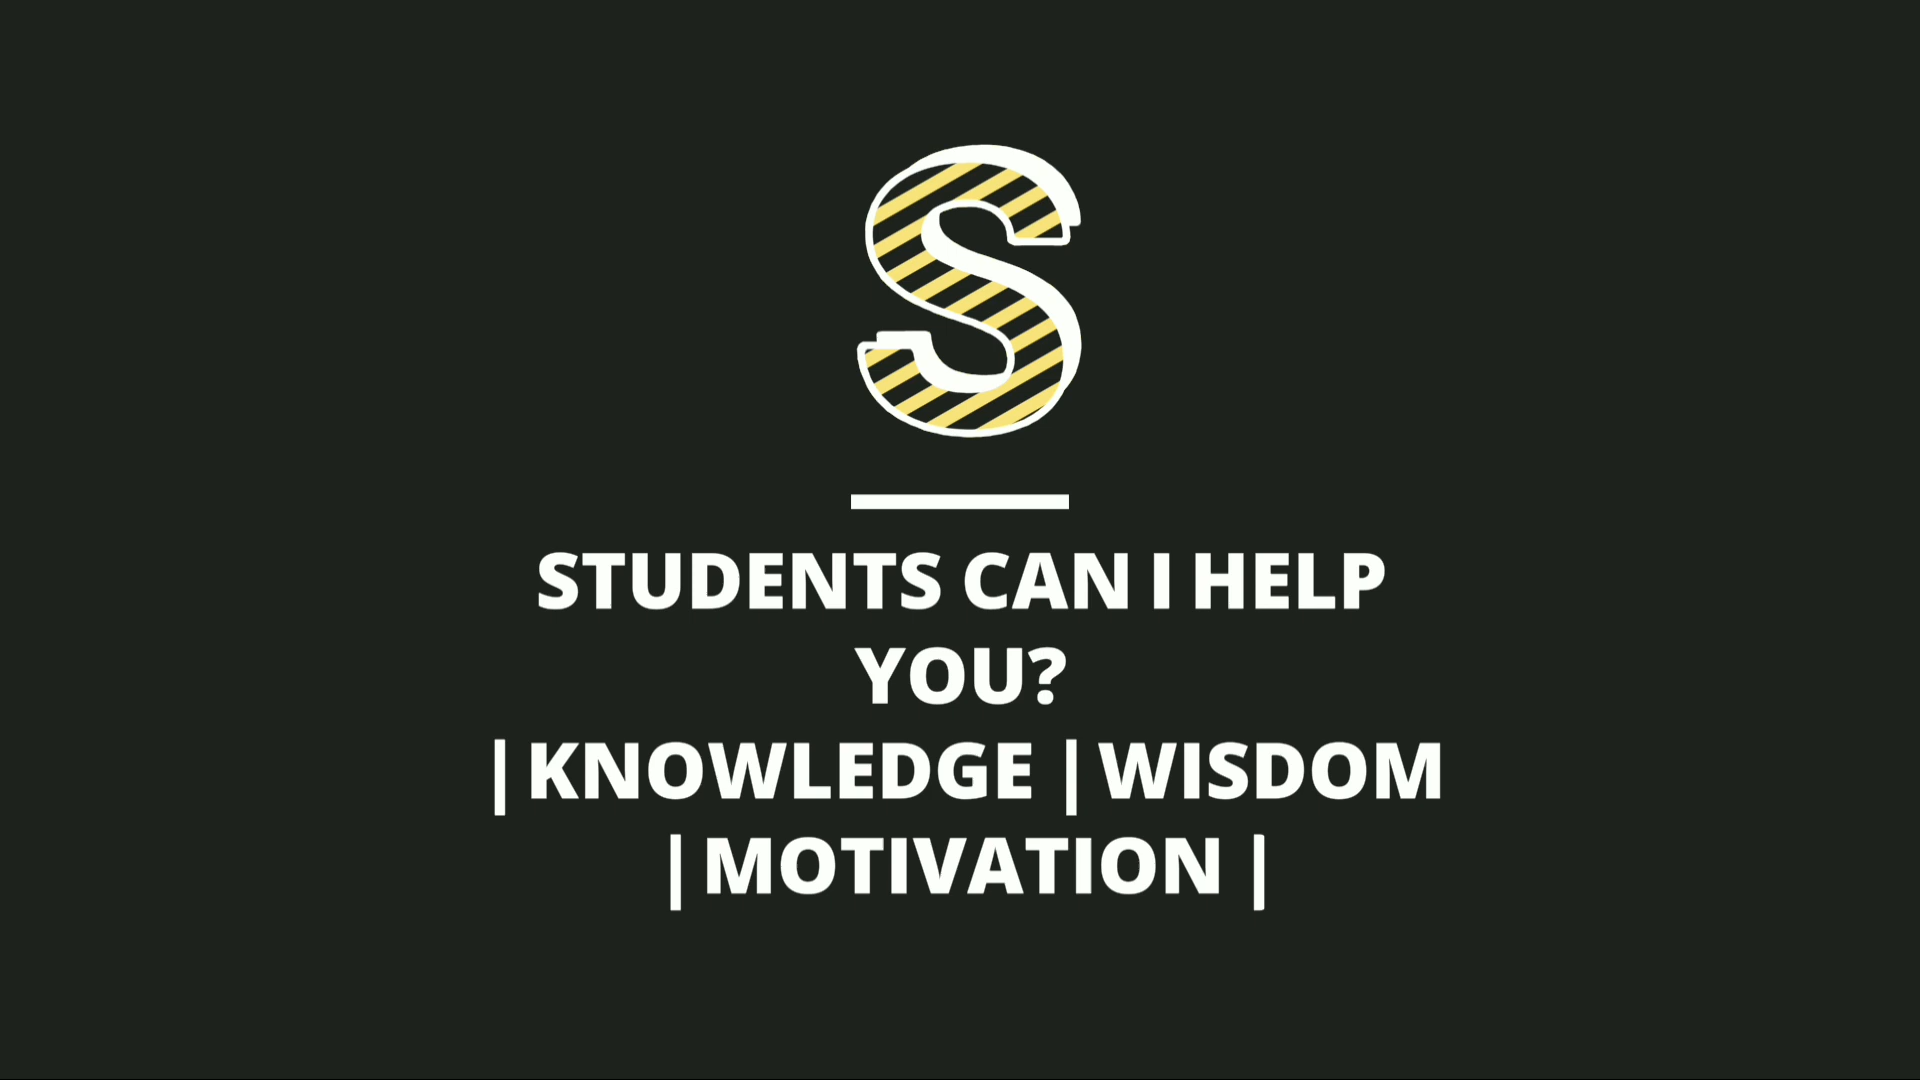 S
STUDENTS CAN I HELP
YOU?
|KNOWLEDGE |WISDOM
|MOTIVATION |